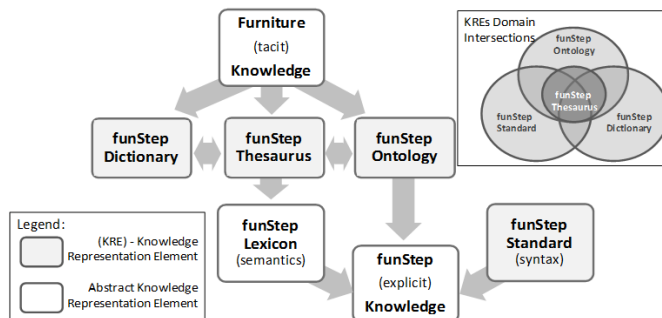 Furniture
(tacit)
Knowledge
KREs Domain
Intersections
funStep
Ontology
funStep
Thesaurus
funStep
Standard
funStep
Dictionary
funStep
Dictionary
funStep
Thesaurus
funStep
Ontology
Legend:
(KRE) - Knowledge
Representation Element
Abstract Knowledge
Representation Element
funStep
Lexicon
(semantics)
funStep
(explicit)
Knowledge
funStep
Standard
(syntax)